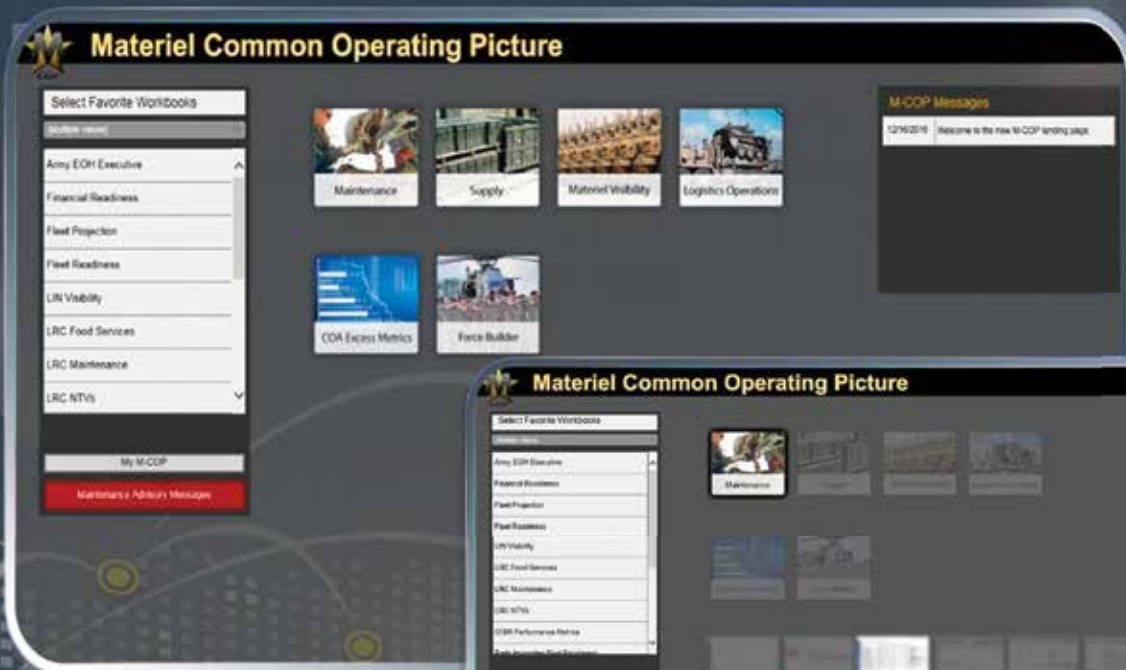 Materiel Common Operating Picture
Select Favorite Workbooks
(Multiple views)
Army EOH Executive
Financial Readiness
Fleet Projection
Fleet Readiness
LIN Visibility
LRC Food Services
LRC Maintenance
LRC NTVs
My M-COP
Maintenance Advisory Messages
Maintenance
Supply
Materiel Visibility
Logistics Operations
COA Excess Metrics
Force Builder
M-COP Messages
12/16/2016 Welcome to the new M-COP landing page.
Materiel Common Operating Picture
Select Favorite Workbooks
Army EOH Executive
Financial Readiness
Fleet Projection
Fleet Readiness
LIN Visibility
LRC Food Services
LRC Maintenance
LRC NTVs
Performance Metrics
Maintenance